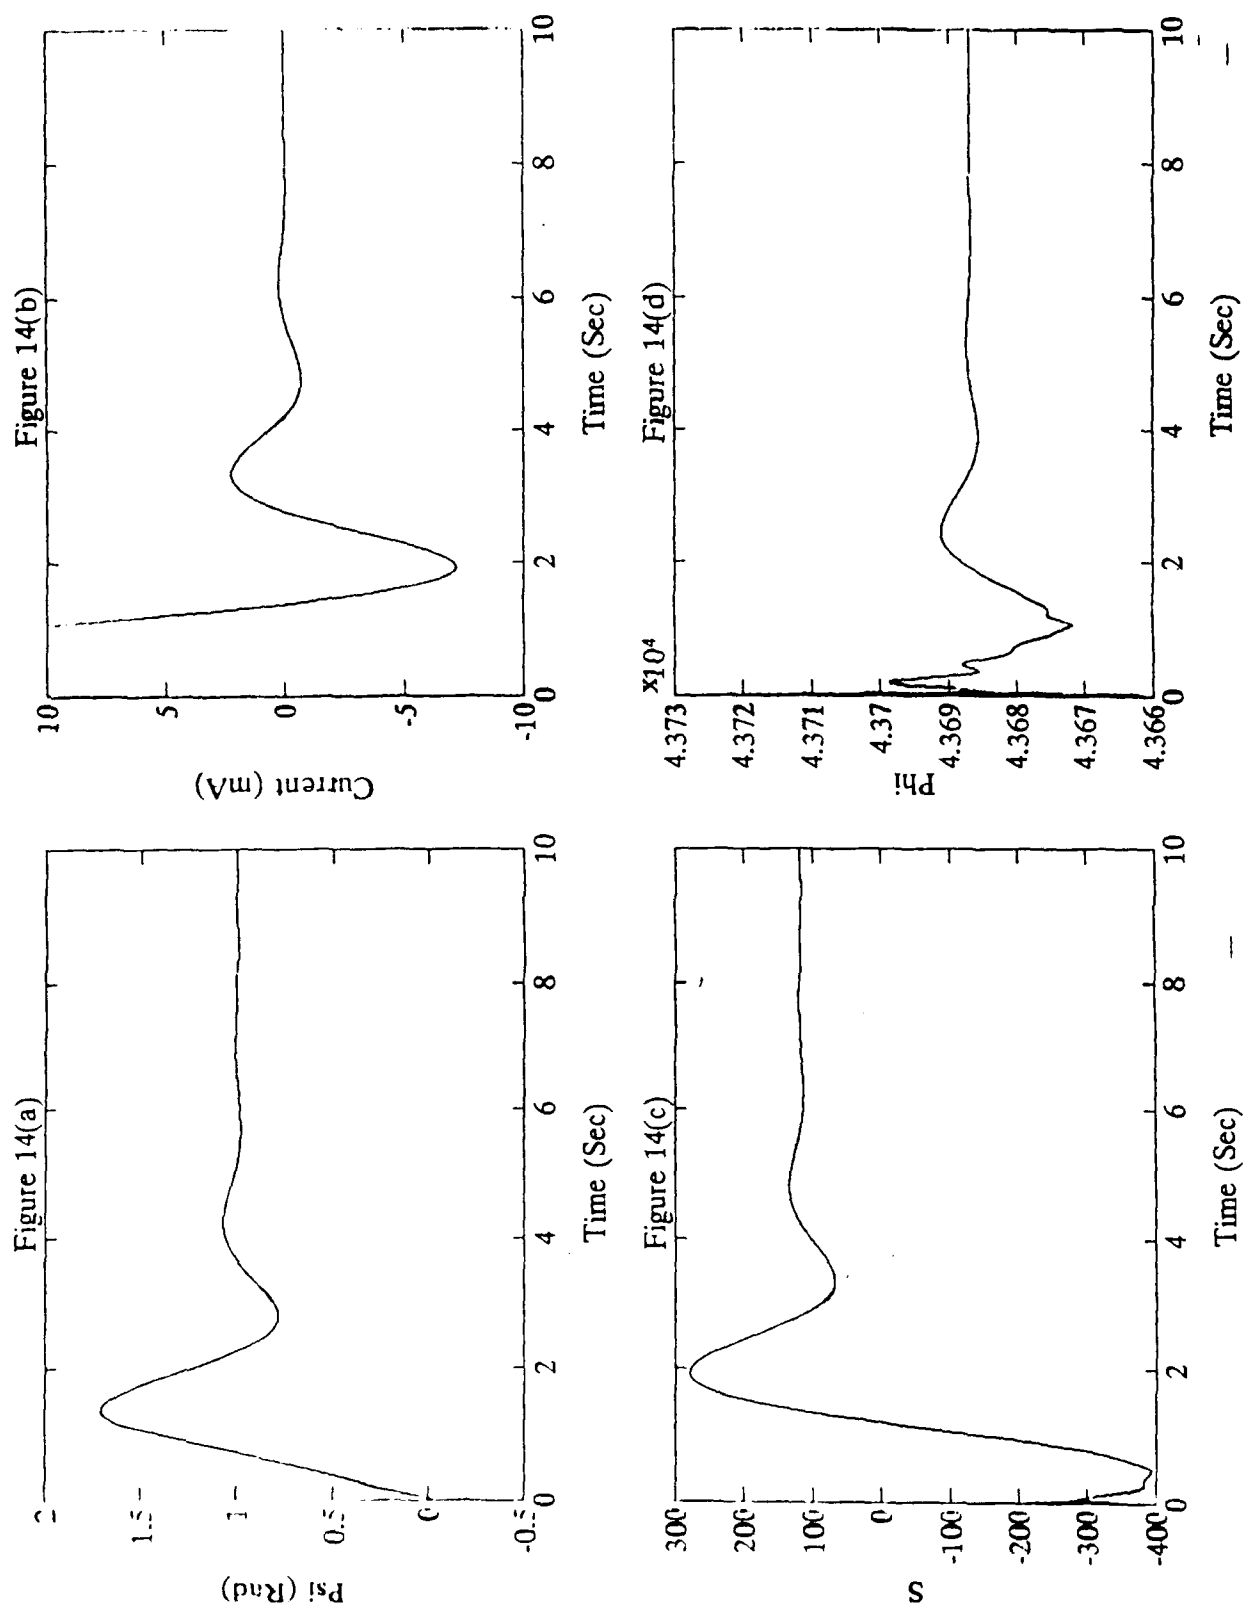 Figure 14(a)
Psi (Rad)
2
1.5
1
0.5
0
-0.5
0 2 4 6 8 10
Time (Sec)
Figure 14(b)
Current (mA)
10
5
0
-5
-10
0 2 4 6 8 10
Time (Sec)
Figure 14(c)
S
300
200
100
0
-100
-200
-300
-400
0 2 4 6 8 10
Time (Sec)
Figure 14(d)
x10⁴
Phi
4.373
4.372
4.371
4.37
4.369
4.368
4.367
4.366
0 2 4 6 8 10
Time (Sec)